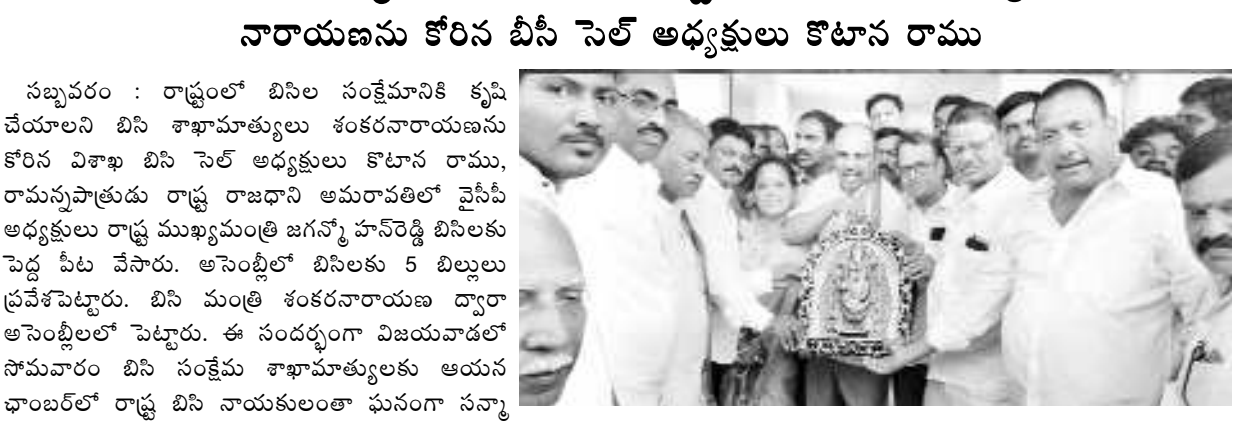 నారాయణను కోరిన బీసీ సెల్ అధ్యక్షులు కొటాన రాము
సబ్బవరం : రాష్ట్రంలో బిసిల సంక్షేమానికి కృషి
చేయాలని బిసి శాఖామాత్యులు శంకరనారాయణను
కోరిన విశాఖ బిసి సెల్ అధ్యక్షులు కొటాన రాము,
రామన్నపాత్రుడు రాష్ట్ర రాజధాని అమరావతిలో వైసీపీ
అధ్యక్షులు రాష్ట్ర ముఖ్యమంత్రి జగన్మో హన్‌రెడ్డి బిసిలకు
పెద్ద పీట వేసారు. అసెంబ్లీలో బిసిలకు 5 బిల్లులు
ప్రవేశపెట్టారు. బిసి మంత్రి శంకరనారాయణ ద్వారా
అసెంబ్లీలలో పెట్టారు. ఈ సందర్భంగా విజయవాడలో
సోమవారం బిసి సంక్షేమ శాఖామాత్యులకు ఆయన
ఛాంబర్‌లో రాష్ట్ర బిసి నాయకులంతా ఘనంగా సన్మా